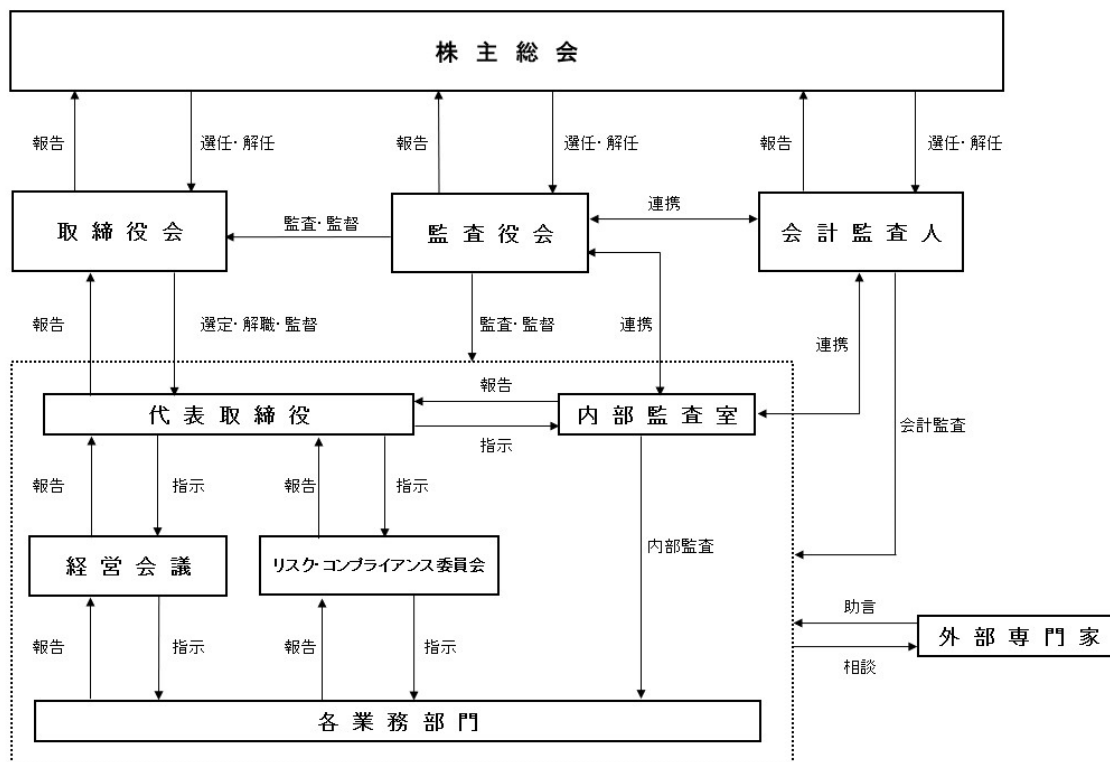 株主総会
報告
選任・解任
報告
選任・解任
報告
選任・解任
取締役会
監査・監督
監査役会
連携
会計監査人
報告
選定・解職・監督
監査・監督
連携
連携
代表取締役
報告
指示
内部監査室
会計監査
報告
指示
報告
指示
内部監査
経営会議
リスク・コンプライアンス委員会
報告
指示
報告
指示
助言
相談
外部専門家
各業務部門